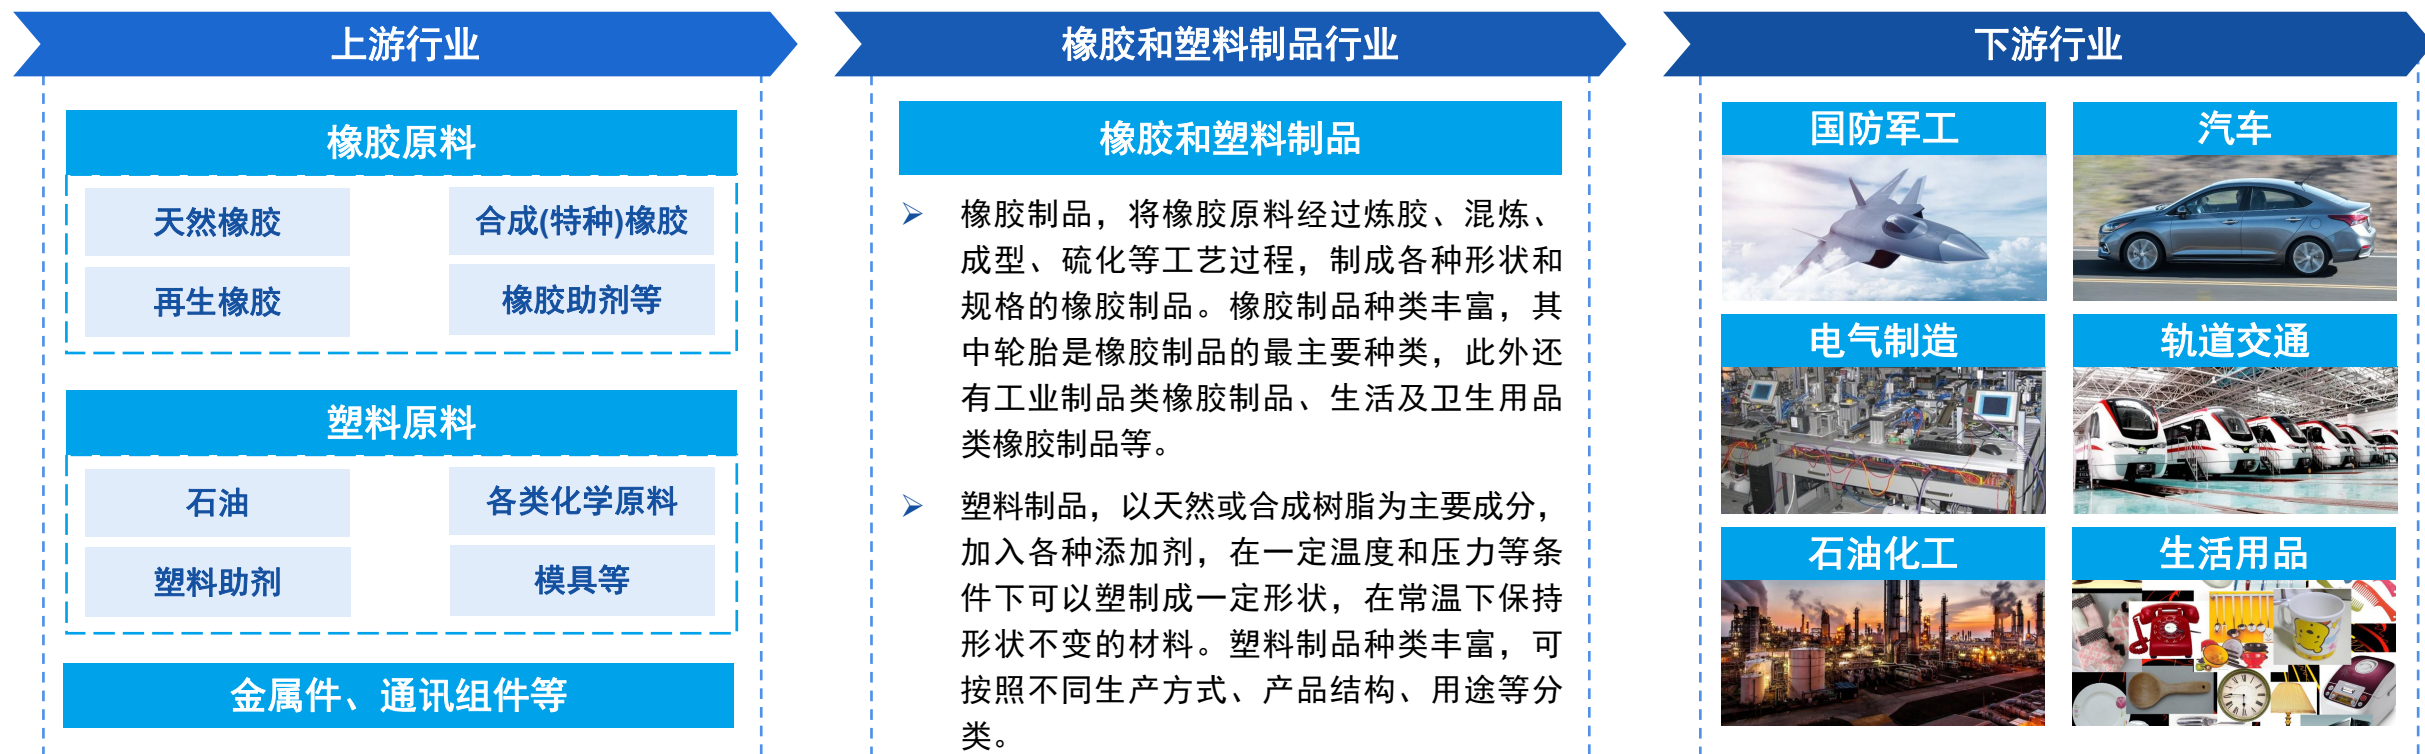 上游行业
橡胶原料
天然橡胶
合成(特种)橡胶
再生橡胶
橡胶助剂等
塑料原料
石油
各类化学原料
塑料助剂
模具等
金属件、通讯组件等
橡胶和塑料制品行业
橡胶和塑料制品
➢ 橡胶制品，将橡胶原料经过炼胶、混炼、
成型、硫化等工艺过程，制成各种形状和
规格的橡胶制品。橡胶制品种类丰富，其
中轮胎是橡胶制品的最主要种类，此外还
有工业制品类橡胶制品、生活及卫生用品
类橡胶制品等。
➢ 塑料制品，以天然或合成树脂为主要成分，
加入各种添加剂，在一定温度和压力等条
件下可以塑制成一定形状，在常温下保持
形状不变的材料。塑料制品种类丰富，可
按照不同生产方式、产品结构、用途等分
类。
下游行业
国防军工
汽车
电气制造
轨道交通
石油化工
生活用品